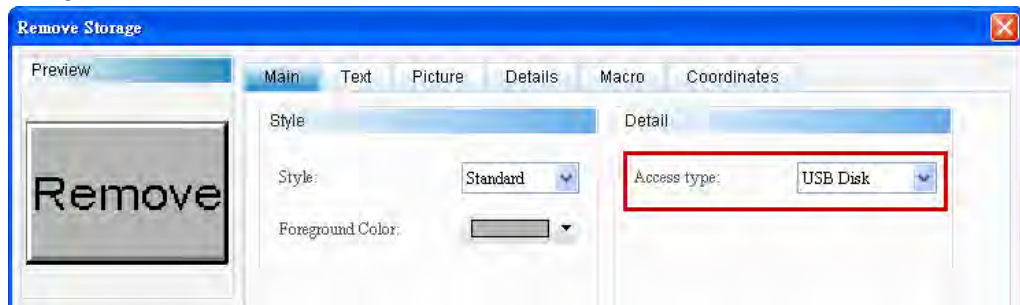 Remove Storage
Preview
Main Text Picture Details Macro Coordinates
Style Detail
Remove
Style: Standard Access type: USB Disk
Foreground Color: